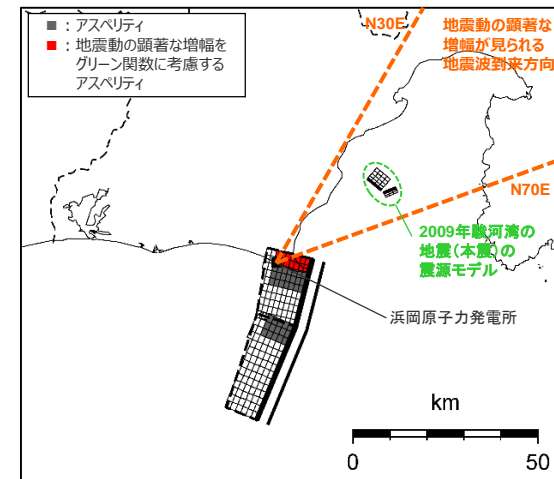 ■ : アスペリティ
■ : 地震動の顕著な増幅を
グリーン関数に考慮する
アスペリティ
N30E
地震動の顕著な
増幅が見られる
地震波到来方向
N70E
2009年駿河湾の
地震(本震)の
震源モデル
浜岡原子力発電所
km
0
50